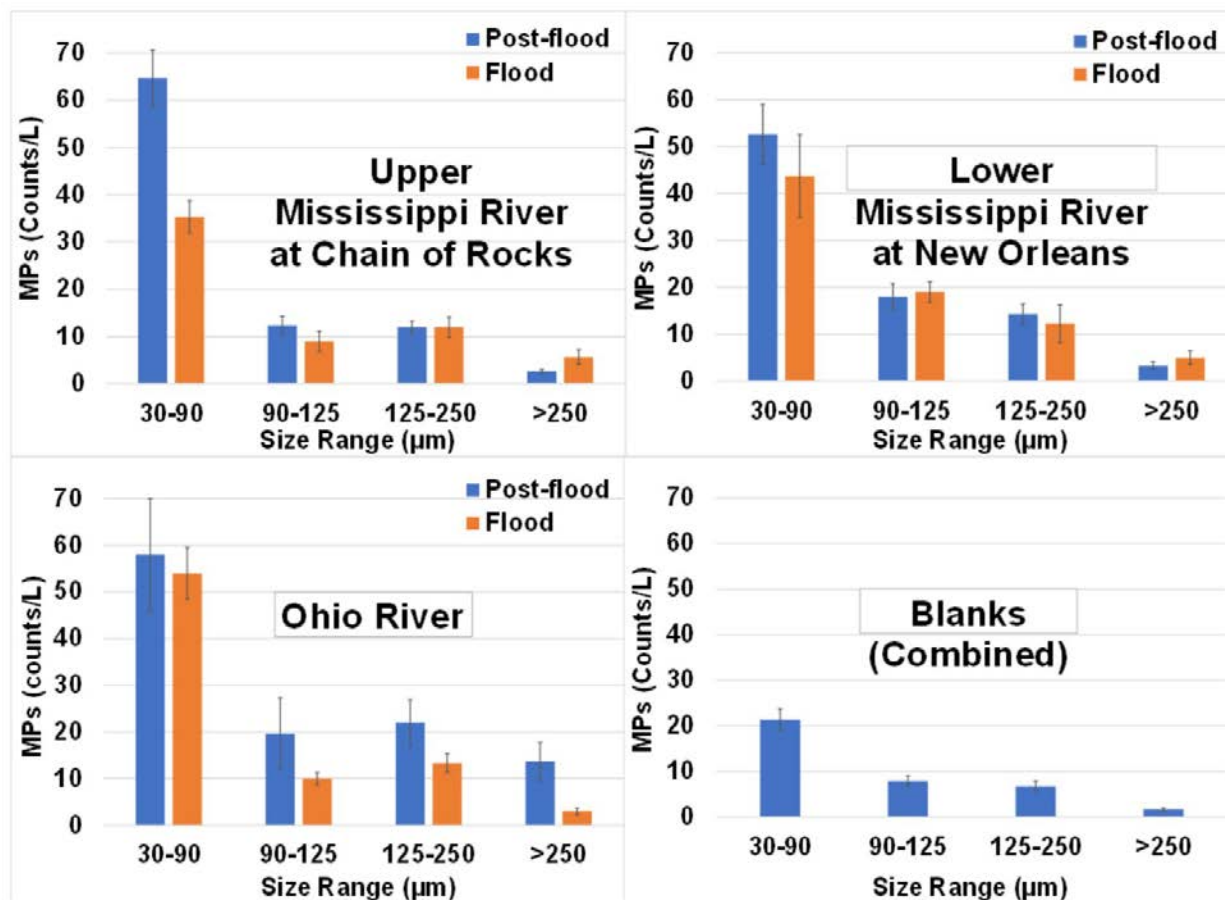 Post-flood
Flood
70
60
50
40
30
20
10
0
MPs (Counts/L)
Upper
Mississippi River
at Chain of Rocks
30-90 90-125 125-250 >250
Size Range (µm)
Post-flood
Flood
70
60
50
40
30
20
10
0
MPs (Counts/L)
Lower
Mississippi River
at New Orleans
30-90 90-125 125-250 >250
Size Range (µm)
Post-flood
Flood
70
60
50
40
30
20
10
0
MPs (counts/L)
Ohio River
30-90 90-125 125-250 >250
Size Range (µm)
70
60
50
40
30
20
10
0
MPs (Counts/L)
Blanks
(Combined)
30-90 90-125 125-250 >250
Size Range (µm)